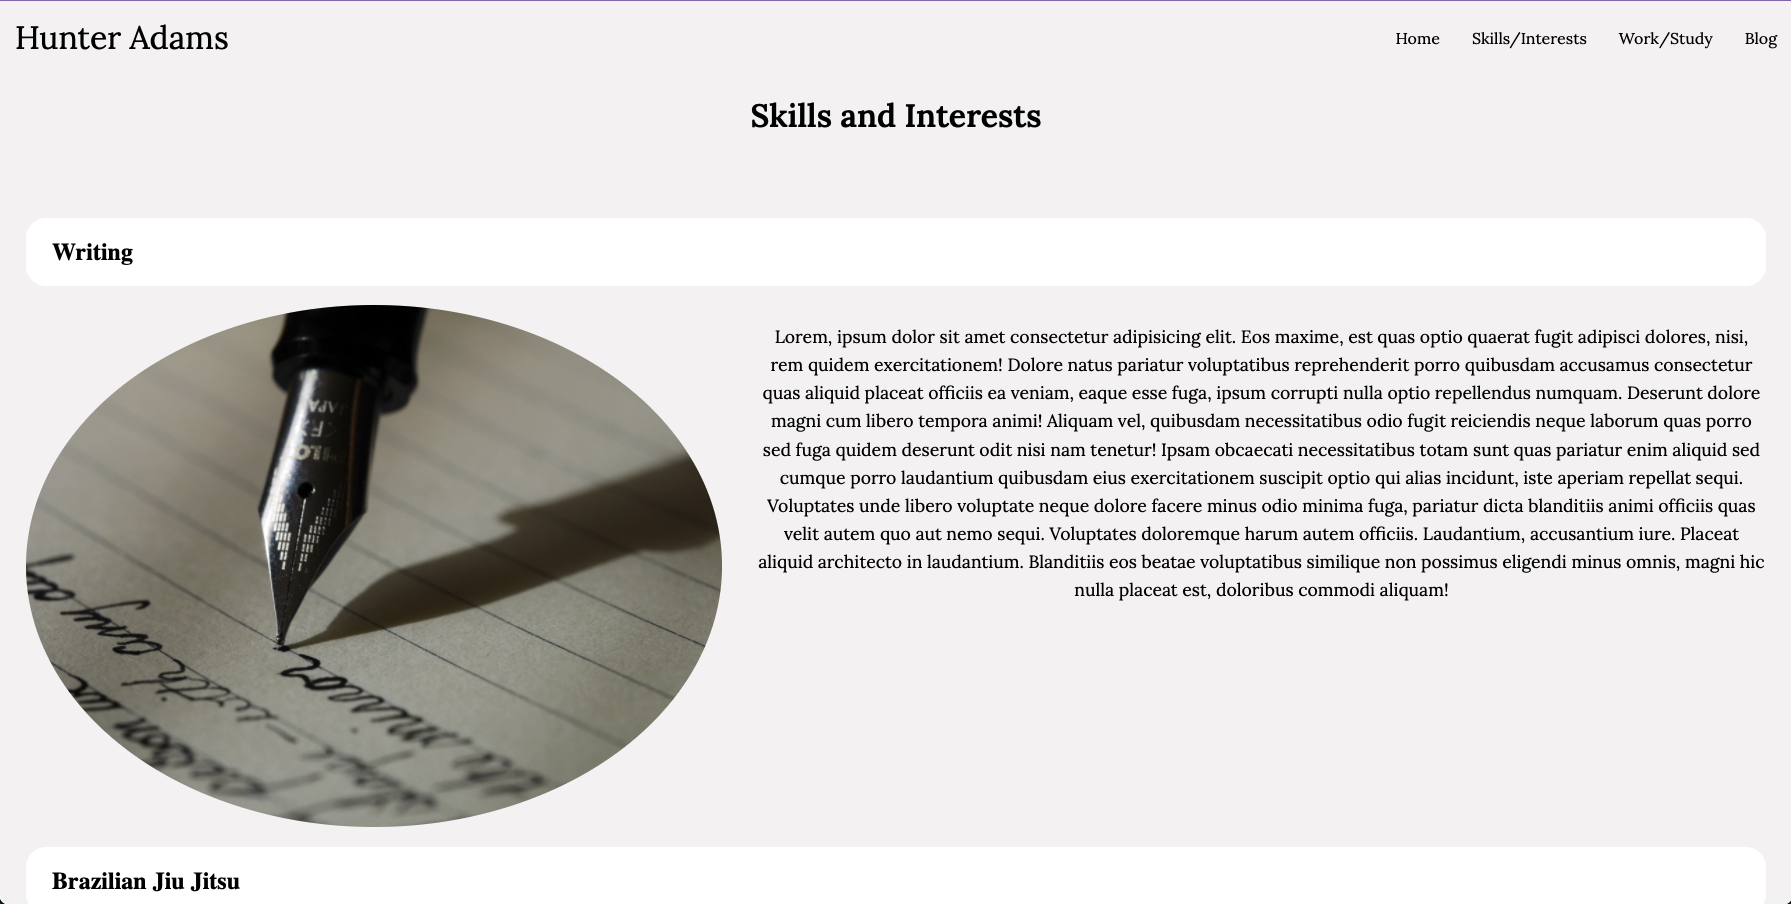 Hunter Adams
Home Skills/Interests Work/Study Blog
Skills and Interests
Writing
Lorem, ipsum dolor sit amet consectetur adipisicing elit. Eos maxime, est quas optio quaerat fugit adipisci dolores, nisi,
rem quidem exercitationem! Dolore natus pariatur voluptatibus reprehenderit porro quibusdam accusamus consectetur
quas aliquid placeat officiis ea veniam, eaque esse fuga, ipsum corrupti nulla optio repellendus numquam. Deserunt dolore
magni cum libero tempora animi! Aliquam vel, quibusdam necessitatibus odio fugit reiciendis neque laborum quas porro
sed fuga quidem deserunt odit nisi nam tenetur! Ipsam obcaecati necessitatibus totam sunt quas pariatur enim aliquid sed
cumque porro laudantium quibusdam eius exercitationem suscipit optio qui alias incidunt, iste aperiam repellat sequi.
Voluptates unde libero voluptate neque dolore facere minus odio minima fuga, pariatur dicta blanditiis animi officiis quas
velit autem quo aut nemo sequi. Voluptates doloremque harum autem officiis. Laudantium, accusantium iure. Placeat
aliquid architecto in laudantium. Blanditiis eos beatae voluptatibus similique non possimus eligendi minus omnis, magni hic
nulla placeat est, doloribus commodi aliquam!
Brazilian Jiu Jitsu